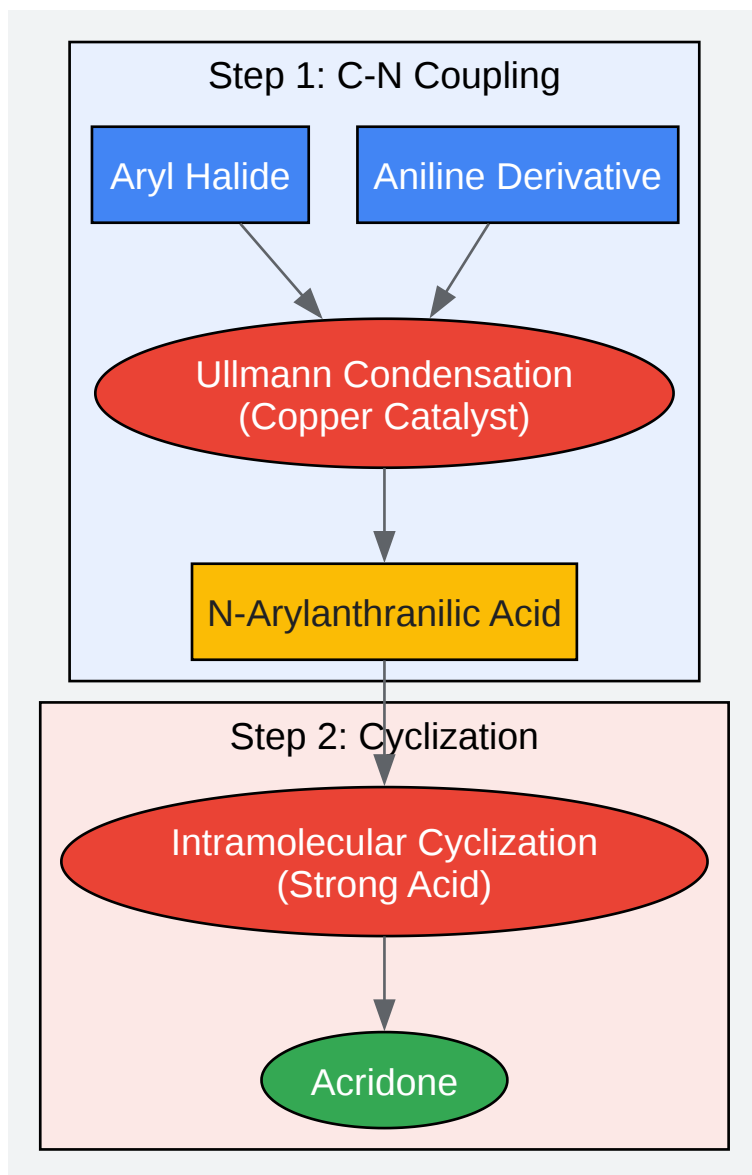 Step 1: C-N Coupling
Aryl Halide
Aniline Derivative
Ullmann Condensation
(Copper Catalyst)
N-Arylanthranilic Acid
Step 2: Cyclization
Intramolecular Cyclization
(Strong Acid)
Acridone